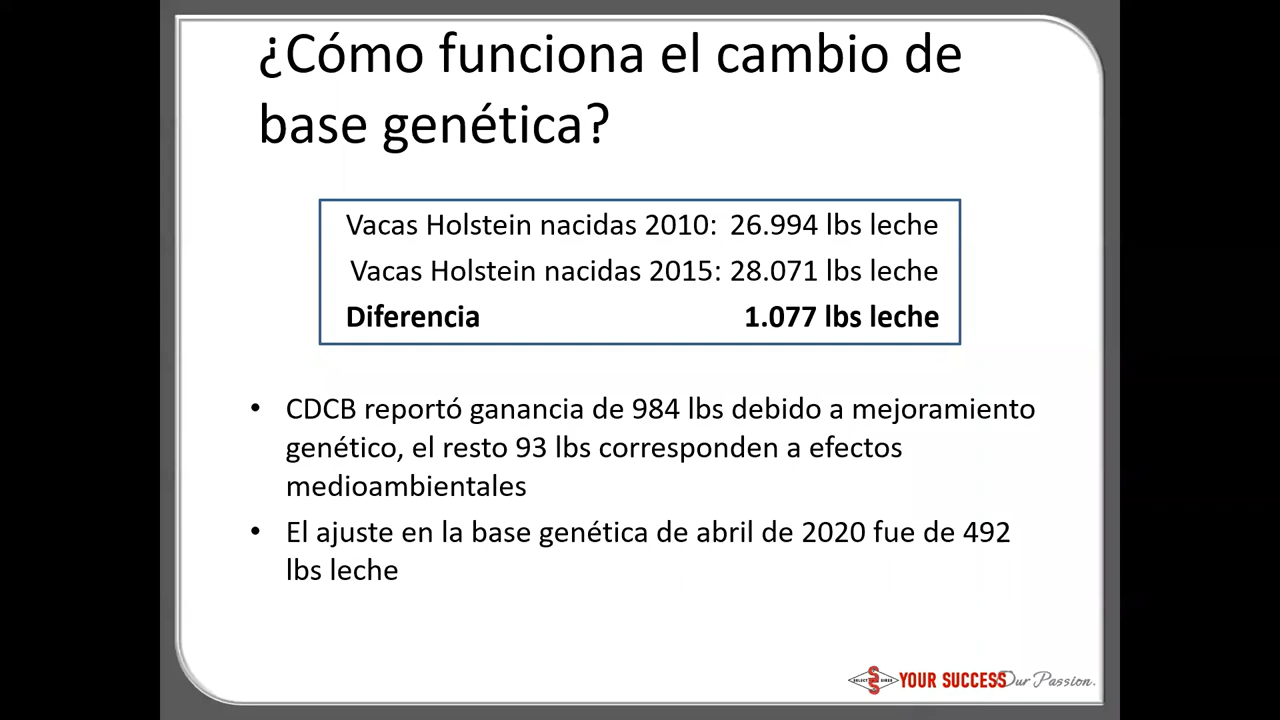 ¿Cómo funciona el cambio de
base genética?
Vacas Holstein nacidas 2010: 26.994 lbs leche
Vacas Holstein nacidas 2015: 28.071 lbs leche
Diferencia 1.077 lbs leche
• CDCB reportó ganancia de 984 lbs debido a mejoramiento
genético, el resto 93 lbs corresponden a efectos
medioambientales
• El ajuste en la base genética de abril de 2020 fue de 492
lbs leche
SELECT SIRES YOUR SUCCESS Our Passion.